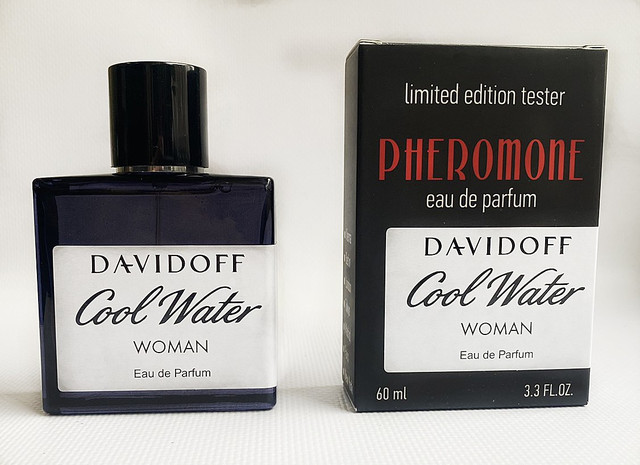 DAVIDOFF
Cool Water
WOMAN
Eau de Parfum
limited edition tester
PHEROMONE
eau de parfum
DAVIDOFF
Cool Water
WOMAN
Eau de Parfum
60 ml
3.3 FL.OZ.